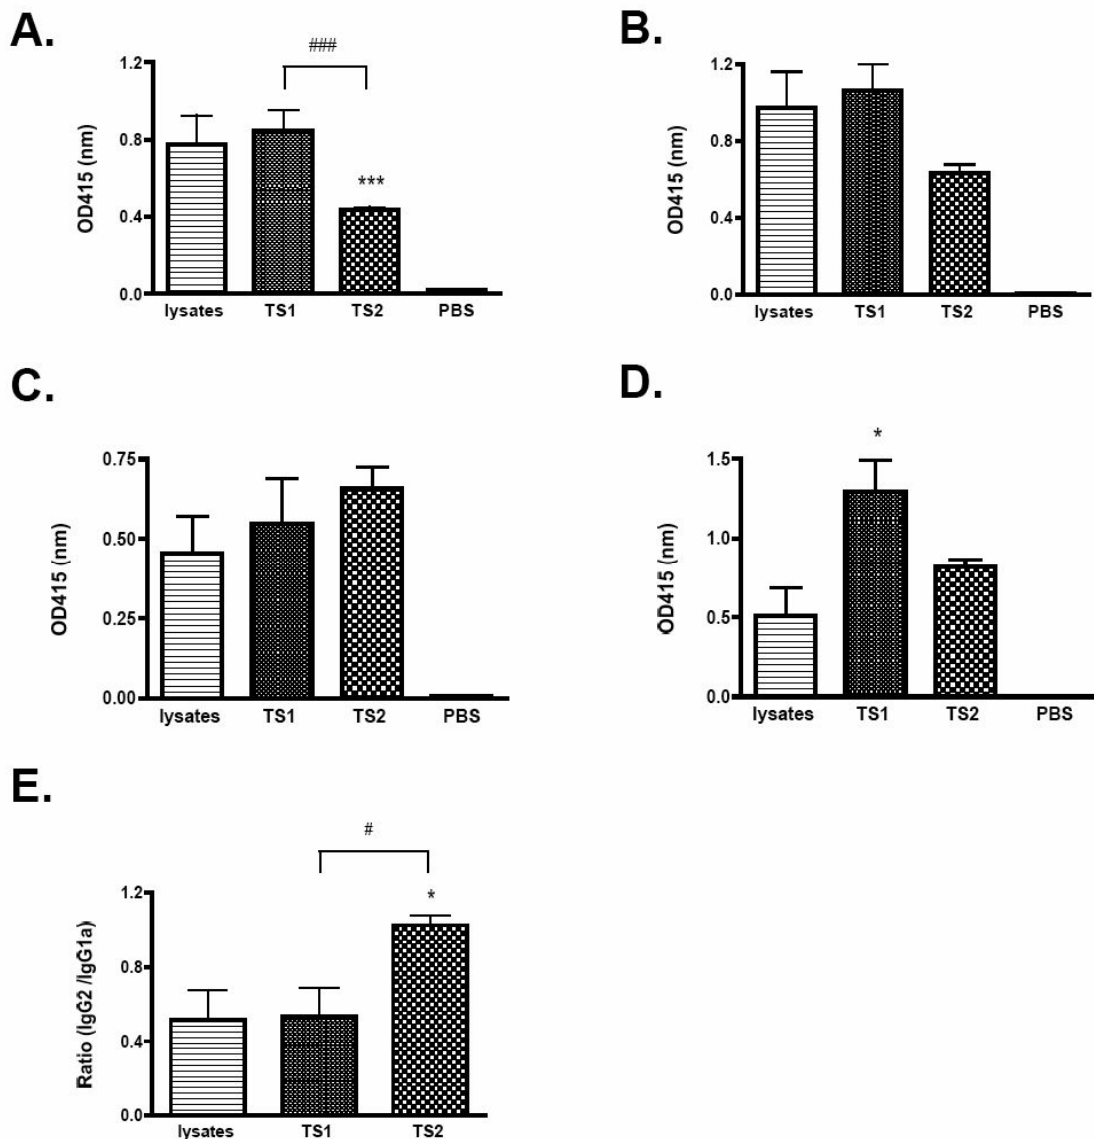 A.
###
1.2
0.8
0.4
0.0
OD415 (nm)
***
lysates TS1 TS2 PBS
B.
1.2
0.8
0.4
0.0
OD415 (nm)
lysates TS1 TS2 PBS
C.
0.75
0.50
0.25
0.00
OD415 (nm)
lysates TS1 TS2 PBS
D.
*
1.5
1.0
0.5
0.0
OD415 (nm)
lysates TS1 TS2 PBS
E.
#
*
1.2
0.8
0.4
0.0
Ratio (IgG2 /IgG1a)
lysates TS1 TS2